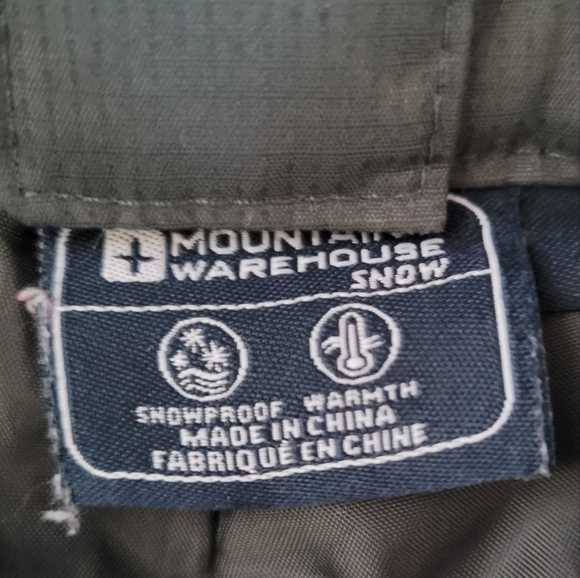 MOUNTAIN
WAREHOUSE
SNOW
SNOWPROOF WARMTH
MADE IN CHINA
FABRIQUÉ EN CHINE